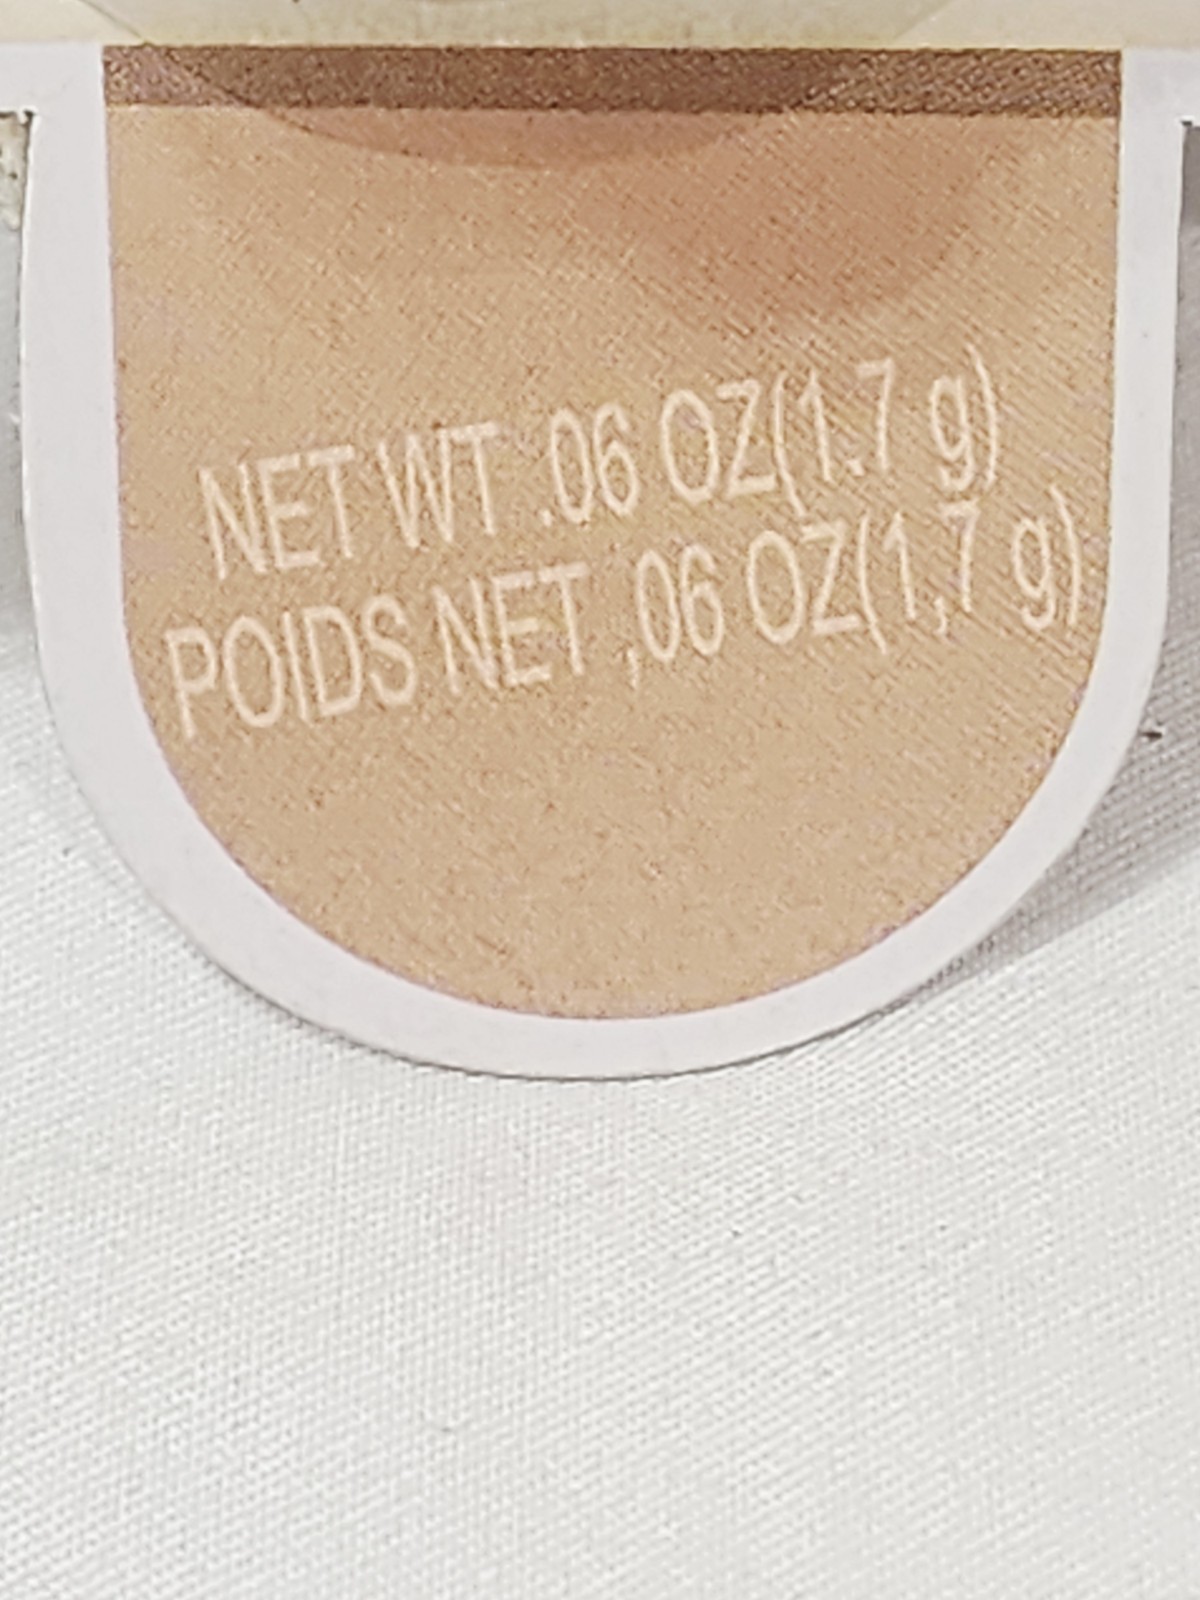 NET WT .06 OZ(1.7 g)
POIDS NET ,06 OZ(1,7 g)